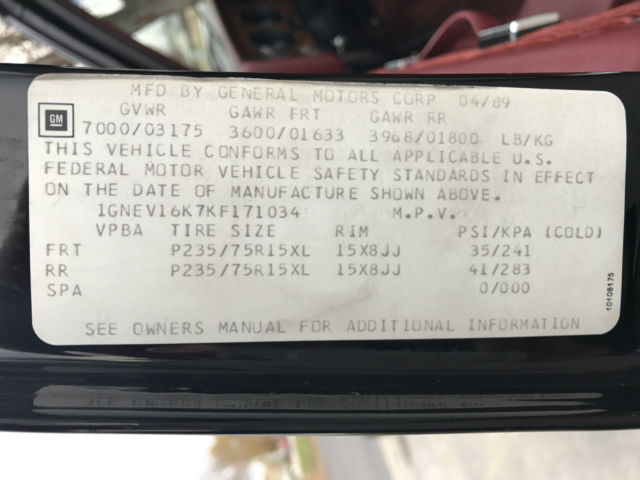 MFD BY GENERAL MOTORS CORP 04/89
GVWR GAWR FRT GAWR RR
GM 7000/03175 3600/01633 3968/01800 LB/KG
THIS VEHICLE CONFORMS TO ALL APPLICABLE U.S.
FEDERAL MOTOR VEHICLE SAFETY STANDARDS IN EFFECT
ON THE DATE OF MANUFACTURE SHOWN ABOVE.
1GNEV16K7KF171034 M.P.V.
VPBA TIRE SIZE RIM PSI/KPA (COLD)
FRT P235/75R15XL 15X8JJ 35/241
RR P235/75R15XL 15X8JJ 41/283
SPA 0/000
SEE OWNERS MANUAL FOR ADDITIONAL INFORMATION
10108175